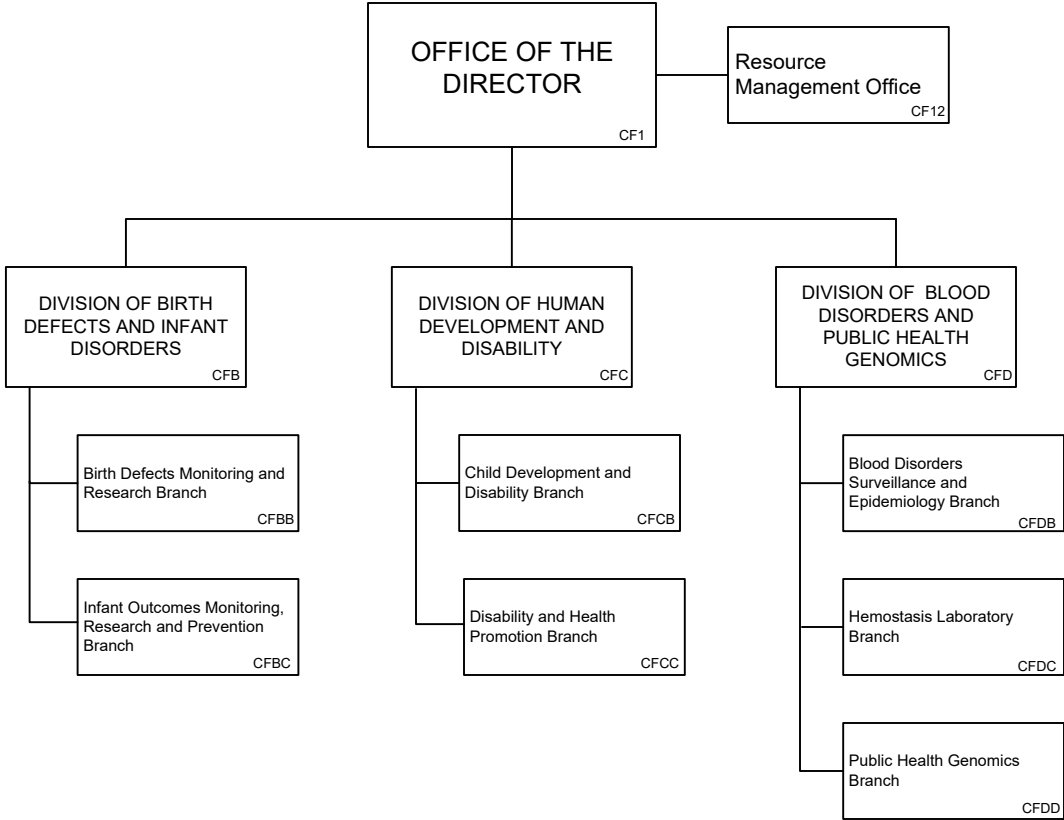 OFFICE OF THE
DIRECTOR
CF1
Resource
Management Office
CF12
DIVISION OF BIRTH
DEFECTS AND INFANT
DISORDERS
CFB
DIVISION OF HUMAN
DEVELOPMENT AND
DISABILITY
CFC
DIVISION OF BLOOD
DISORDERS AND
PUBLIC HEALTH
GENOMICS
CFD
Birth Defects Monitoring and
Research Branch
CFBB
Child Development and
Disability Branch
CFCB
Blood Disorders
Surveillance and
Epidemiology Branch
CFDB
Infant Outcomes Monitoring,
Research and Prevention
Branch
CFBC
Disability and Health
Promotion Branch
CFCC
Hemostasis Laboratory
Branch
CFDC
Public Health Genomics
Branch
CFDD